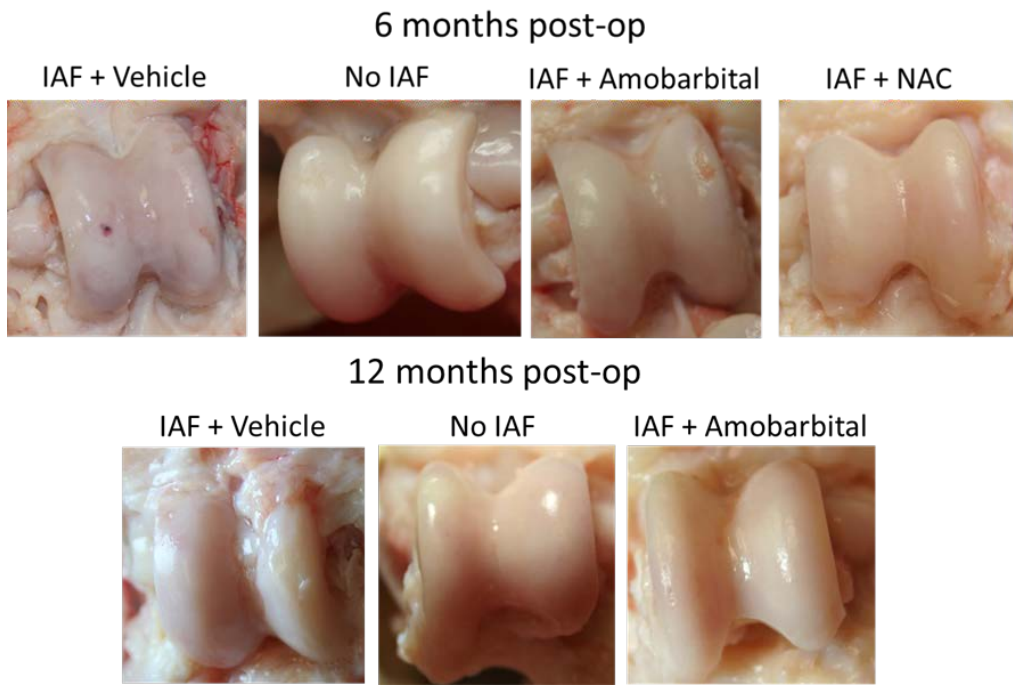 6 months post-op
IAF + Vehicle No IAF IAF + Amobarbital IAF + NAC
12 months post-op
IAF + Vehicle No IAF IAF + Amobarbital